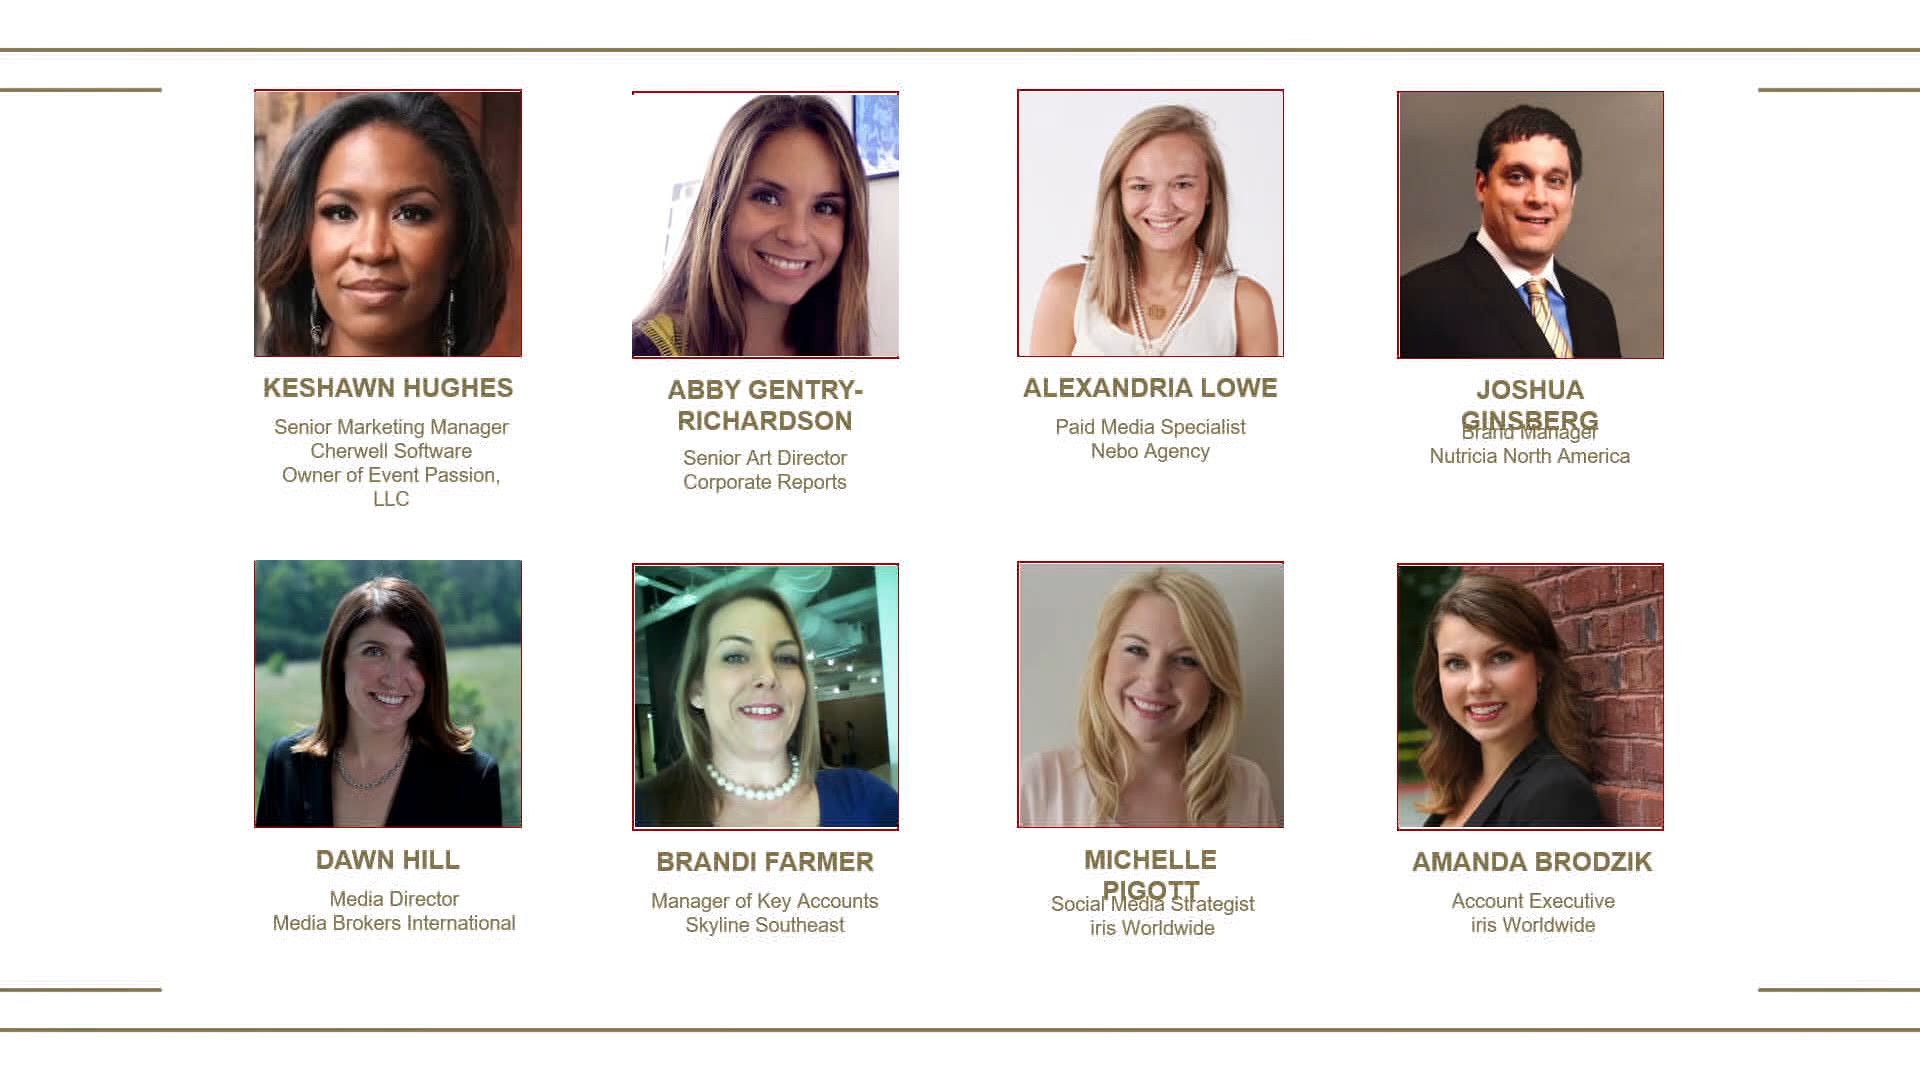 KESHAWN HUGHES
Senior Marketing Manager
Cherwell Software
Owner of Event Passion,
LLC
ABBY GENTRY-
RICHARDSON
Senior Art Director
Corporate Reports
ALEXANDRIA LOWE
Paid Media Specialist
Nebo Agency
JOSHUA
GINSBERG
Brand Manager
Nutricia North America
DAWN HILL
Media Director
Media Brokers International
BRANDI FARMER
Manager of Key Accounts
Skyline Southeast
MICHELLE
PIGOTT
Social Media Strategist
iris Worldwide
AMANDA BRODZIK
Account Executive
iris Worldwide